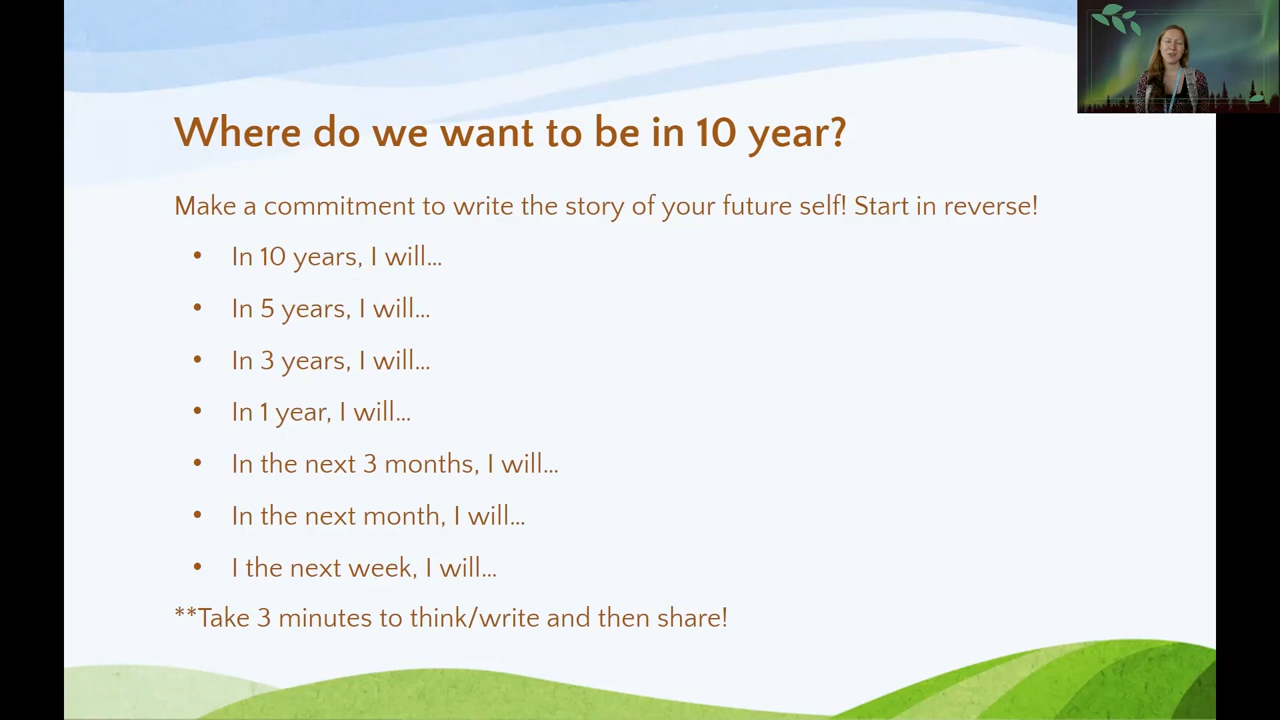 Where do we want to be in 10 year?
Make a commitment to write the story of your future self! Start in reverse!
• In 10 years, I will...
• In 5 years, I will...
• In 3 years, I will...
• In 1 year, I will...
• In the next 3 months, I will...
• In the next month, I will...
• I the next week, I will...
**Take 3 minutes to think/write and then share!